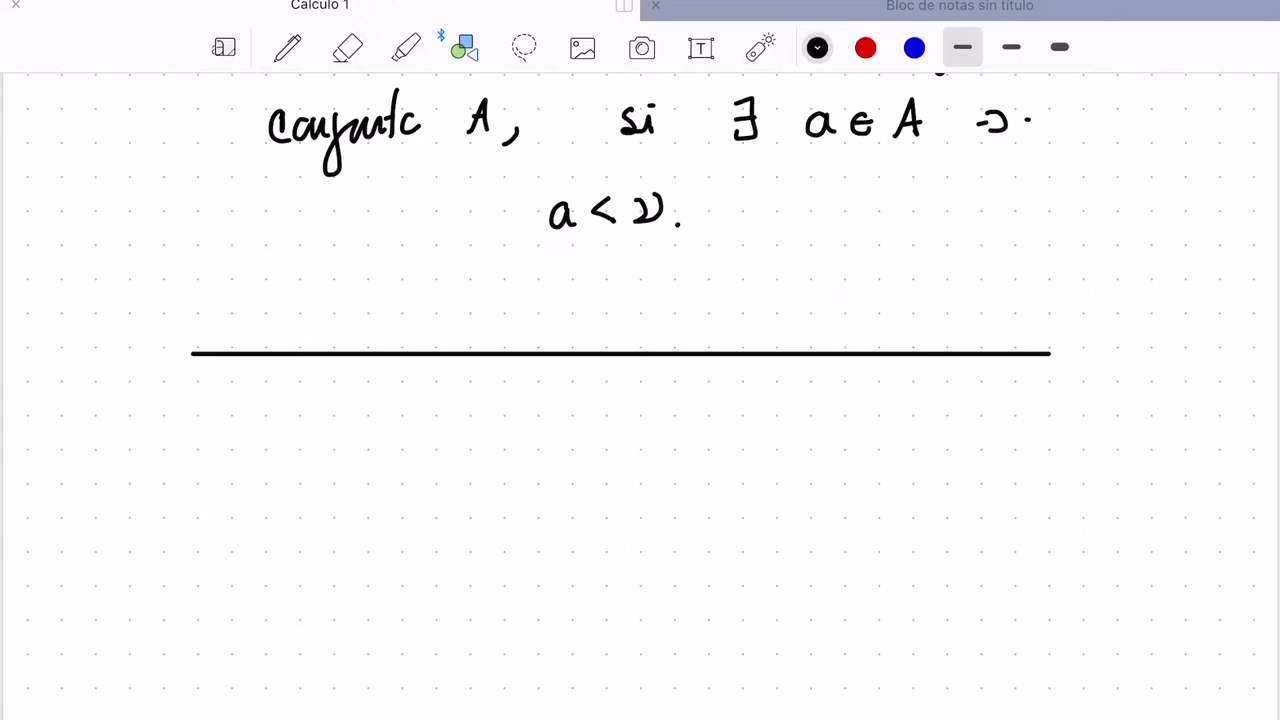 Calculo 1
Bloc de notas sin título
conjunto A, si ∃ a ∈ A ⊃·
a < ν.